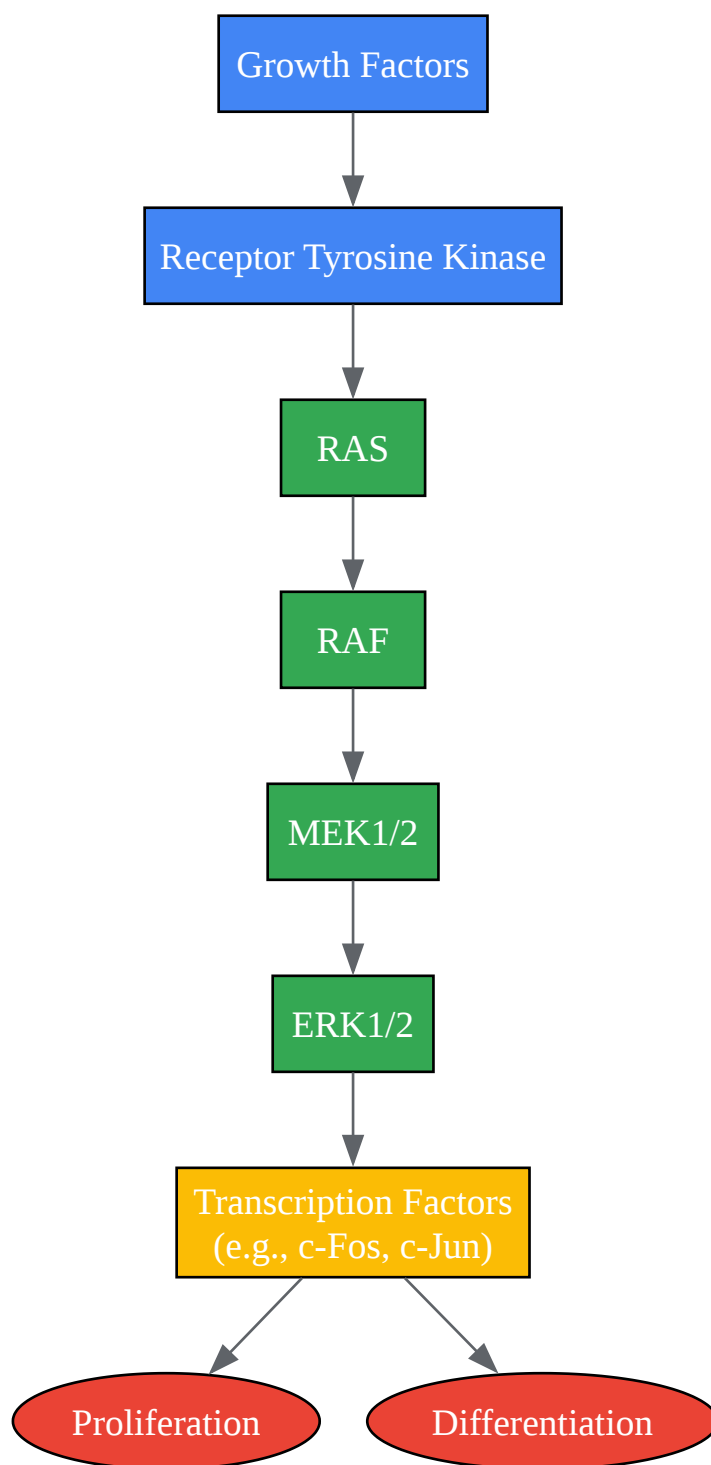 Growth Factors
Receptor Tyrosine Kinase
RAS
RAF
MEK1/2
ERK1/2
Transcription Factors
(e.g., c-Fos, c-Jun)
Proliferation
Differentiation